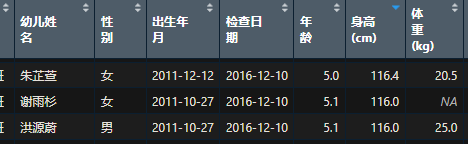 幼儿姓名 性别 出生年月 检查日期 年龄 身高(cm) 体重(kg)
朱芷萱 女 2011-12-12 2016-12-10 5.0 116.4 20.5
谢雨杉 女 2011-10-27 2016-12-10 5.1 116.0 NA
洪源蔚 男 2011-10-27 2016-12-10 5.1 116.0 25.0